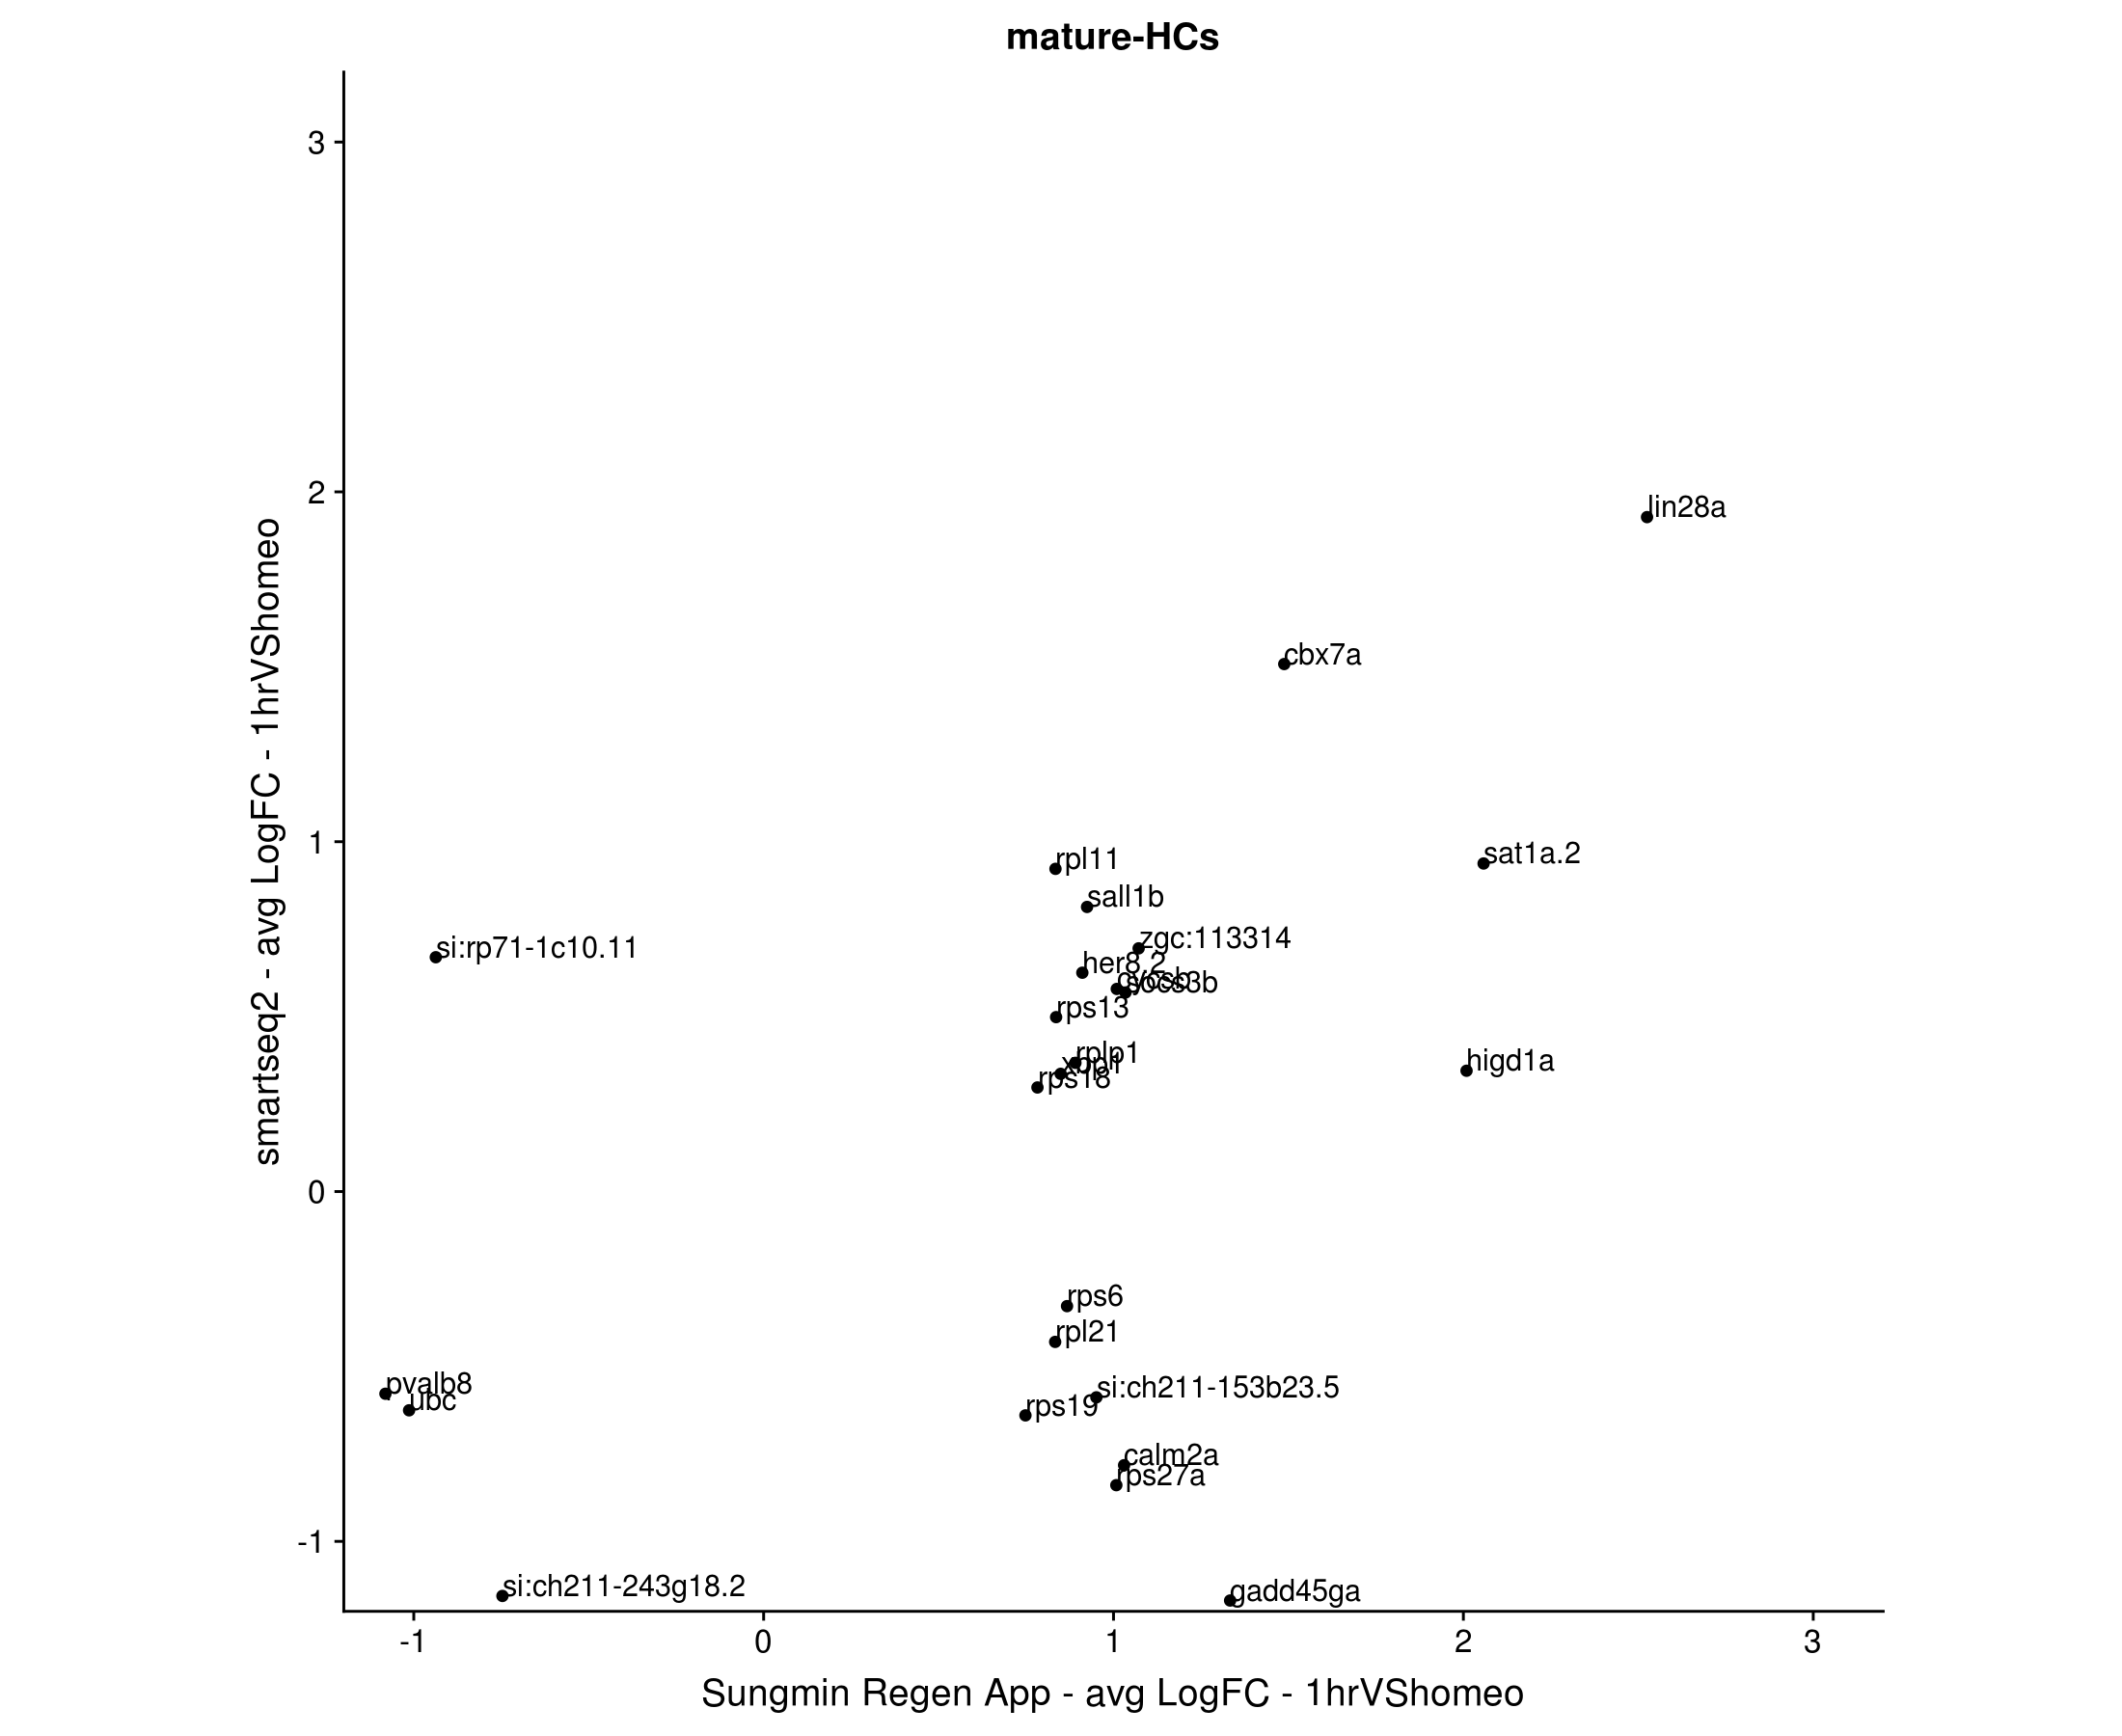 mature-HCs
3
2
1
0
-1
smartseq2 - avg LogFC - 1hrVShomeo
lin28a
cbx7a
rpl11
sat1a.2
sall1b
si:rp71-1c10.11
zgc:113314
her8.2
socs3b
rps13
rplp1
xbp1
higd1a
rps18
rps6
rpl21
pvalb8
si:ch211-153b23.5
ubc
rps19
calm2a
rps27a
si:ch211-243g18.2
gadd45ga
-1
0
1
2
3
Sungmin Regen App - avg LogFC - 1hrVShomeo